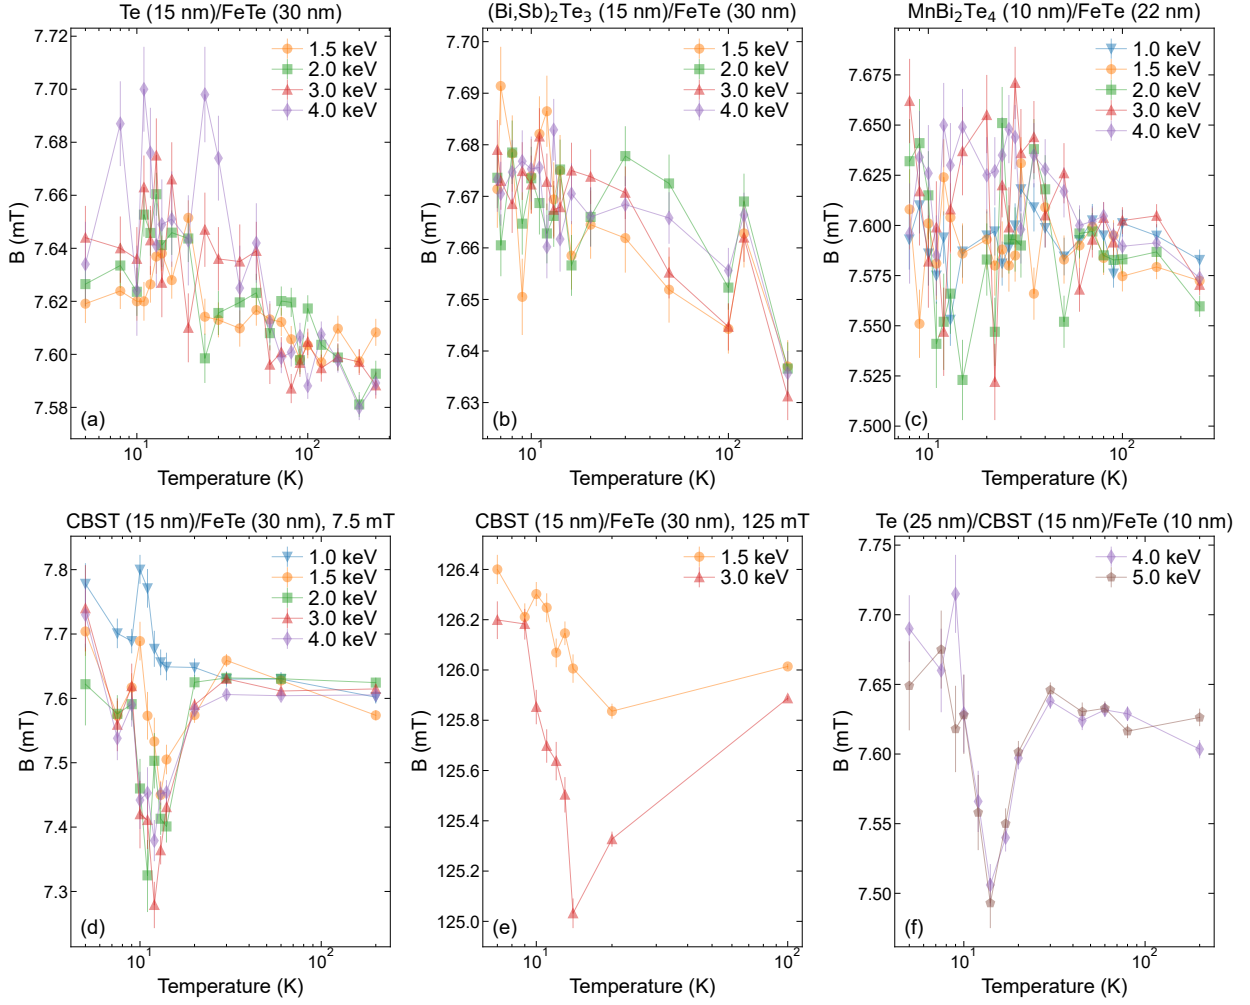 Te (15 nm)/FeTe (30 nm)
7.72
7.70
7.68
7.66
7.64
7.62
7.60
7.58
B (mT)
1.5 keV
2.0 keV
3.0 keV
4.0 keV
(a)
10¹
10²
Temperature (K)
(Bi,Sb)₂Te₃ (15 nm)/FeTe (30 nm)
7.70
7.69
7.68
7.67
7.66
7.65
7.64
7.63
B (mT)
1.5 keV
2.0 keV
3.0 keV
4.0 keV
(b)
10¹
10²
Temperature (K)
MnBi₂Te₄ (10 nm)/FeTe (22 nm)
7.675
7.650
7.625
7.600
7.575
7.550
7.525
7.500
B (mT)
1.0 keV
1.5 keV
2.0 keV
3.0 keV
4.0 keV
(c)
10¹
10²
Temperature (K)
CBST (15 nm)/FeTe (30 nm), 7.5 mT
7.8
7.7
7.6
7.5
7.4
7.3
B (mT)
1.0 keV
1.5 keV
2.0 keV
3.0 keV
4.0 keV
(d)
10¹
10²
Temperature (K)
CBST (15 nm)/FeTe (30 nm), 125 mT
126.4
126.2
126.0
125.8
125.6
125.4
125.2
125.0
B (mT)
1.5 keV
3.0 keV
(e)
10¹
10²
Temperature (K)
Te (25 nm)/CBST (15 nm)/FeTe (10 nm)
7.75
7.70
7.65
7.60
7.55
7.50
B (mT)
4.0 keV
5.0 keV
(f)
10¹
10²
Temperature (K)